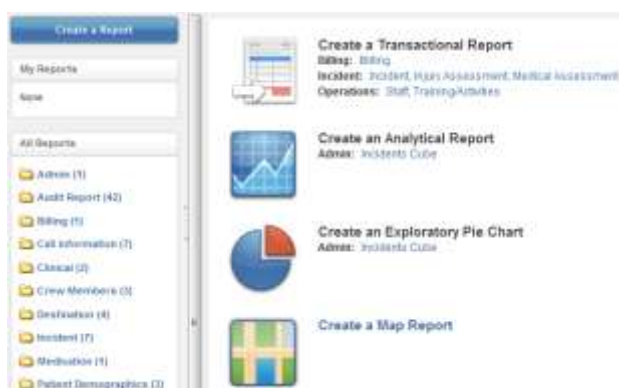 Create a Report
My Reports
None
All Reports
Admin (1)
Audit Report (42)
Billing (1)
Call Information (7)
Clinical (2)
Crew Members (3)
Destination (4)
Incident (7)
Medication (1)
Patient Demographics (3)
Create a Transactional Report
Billing: Billing
Incident: Incident, Injury Assessment, Medical Assessment
Operations: Staff, Training/Activities
Create an Analytical Report
Admin: Incidents Cube
Create an Exploratory Pie Chart
Admin: Incidents Cube
Create a Map Report